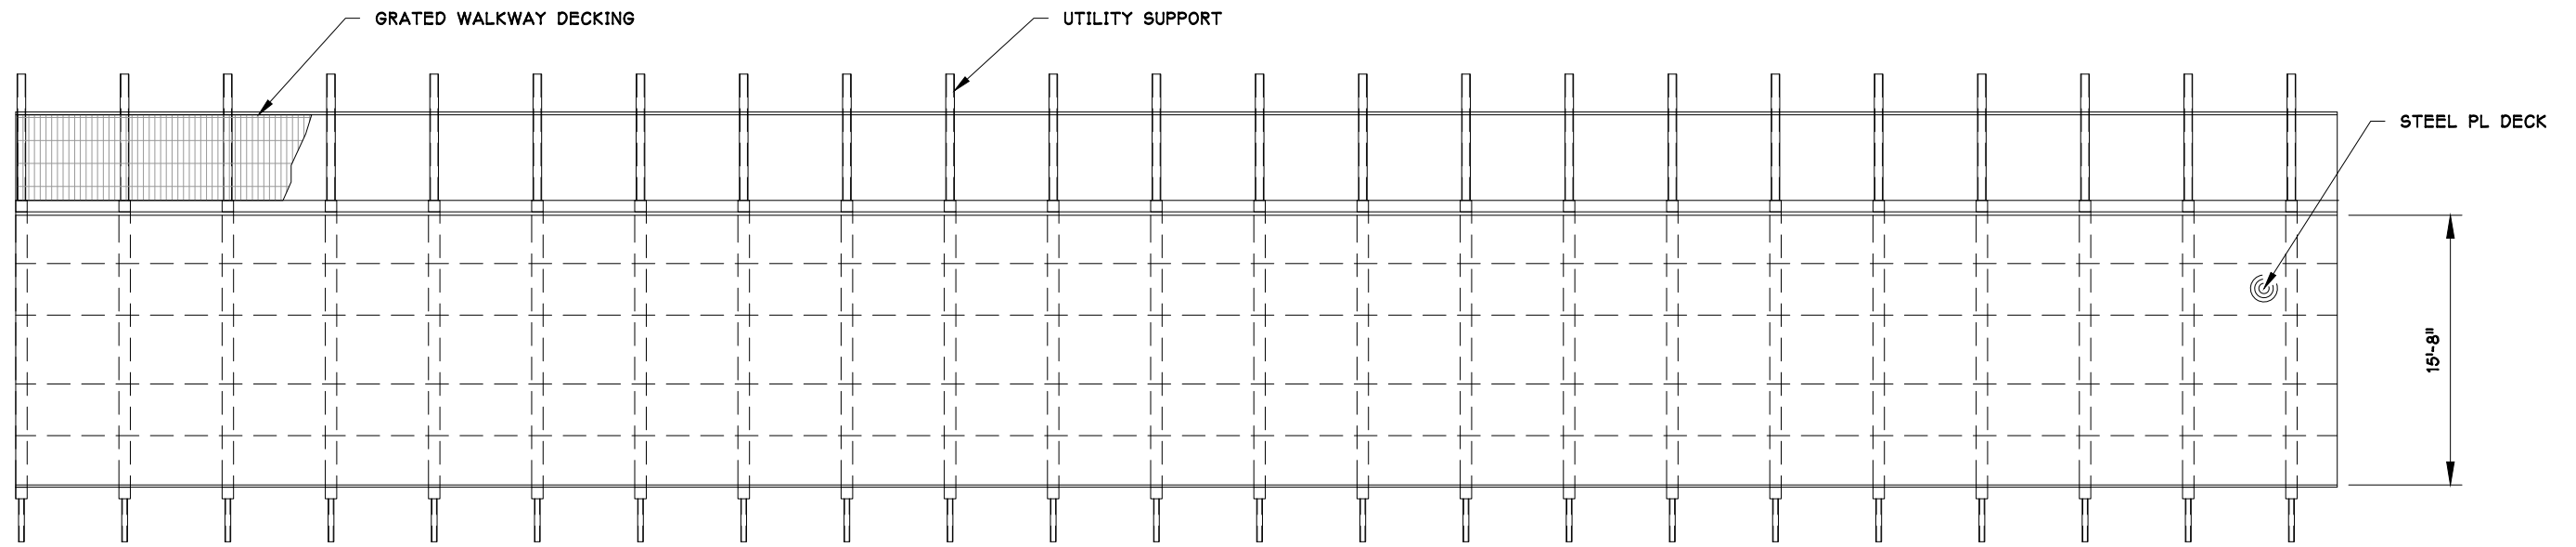 GRATED WALKWAY DECKING
UTILITY SUPPORT
STEEL PL DECK
15'-8"